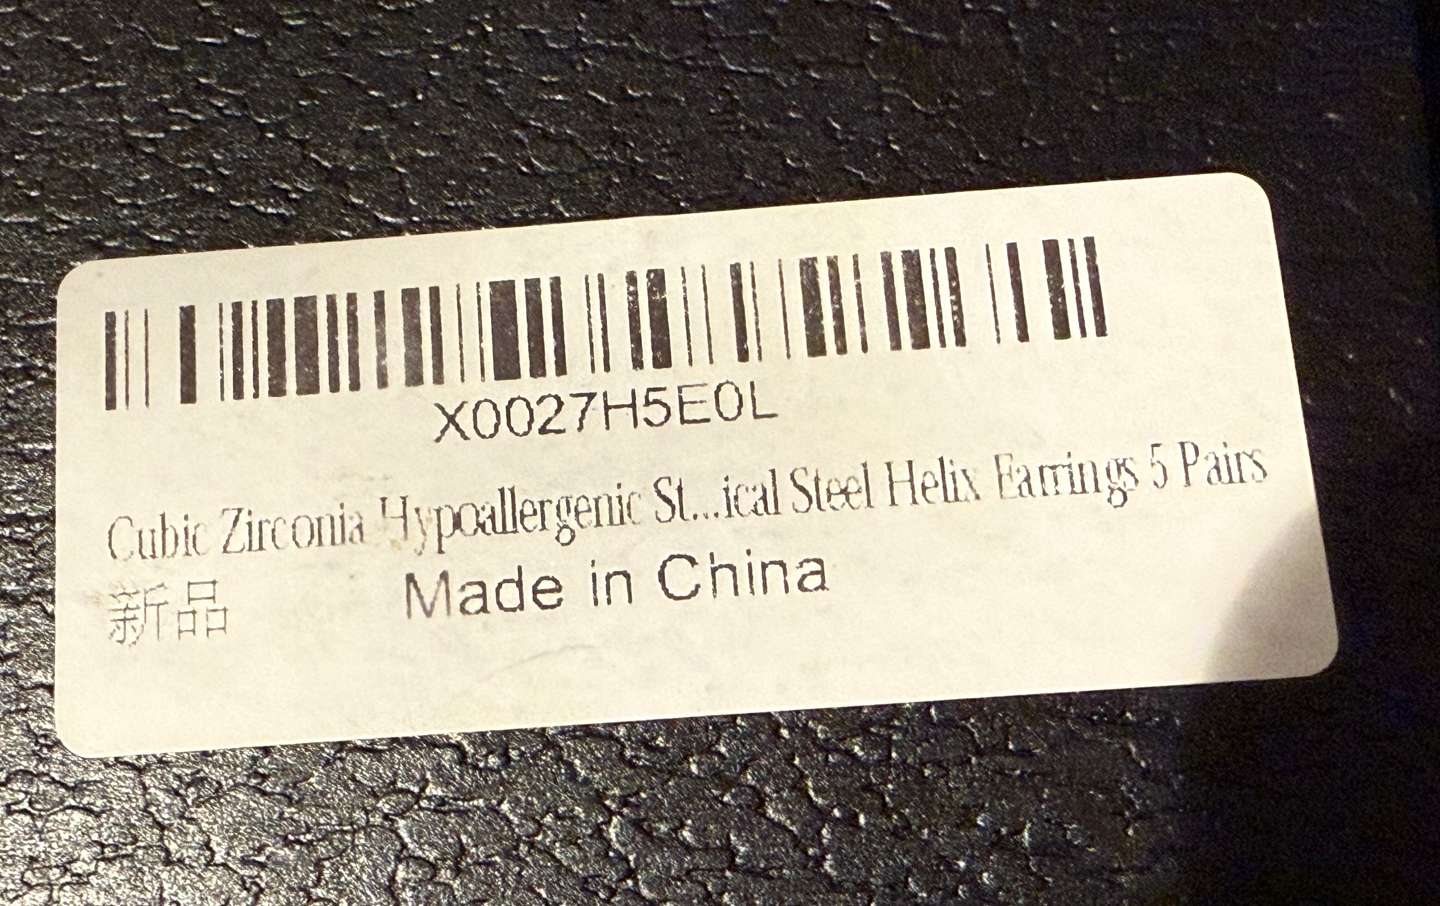 X0027H5E0L
Cubic Zirconia Hypoallergenic St...ical Steel Helix Earrings 5 Pairs
新品 Made in China